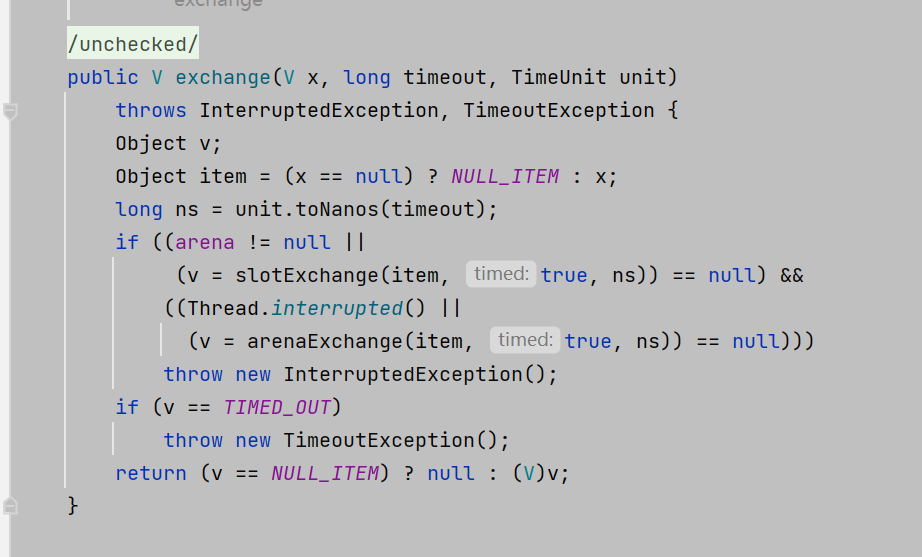 exchange
/unchecked/
public V exchange(V x, long timeout, TimeUnit unit)
throws InterruptedException, TimeoutException {
Object v;
Object item = (x == null) ? NULL_ITEM : x;
long ns = unit.toNanos(timeout);
if ((arena != null ||
(v = slotExchange(item, timed: true, ns)) == null) &&
((Thread.interrupted() ||
(v = arenaExchange(item, timed: true, ns)) == null)))
throw new InterruptedException();
if (v == TIMED_OUT)
throw new TimeoutException();
return (v == NULL_ITEM) ? null : (V)v;
}